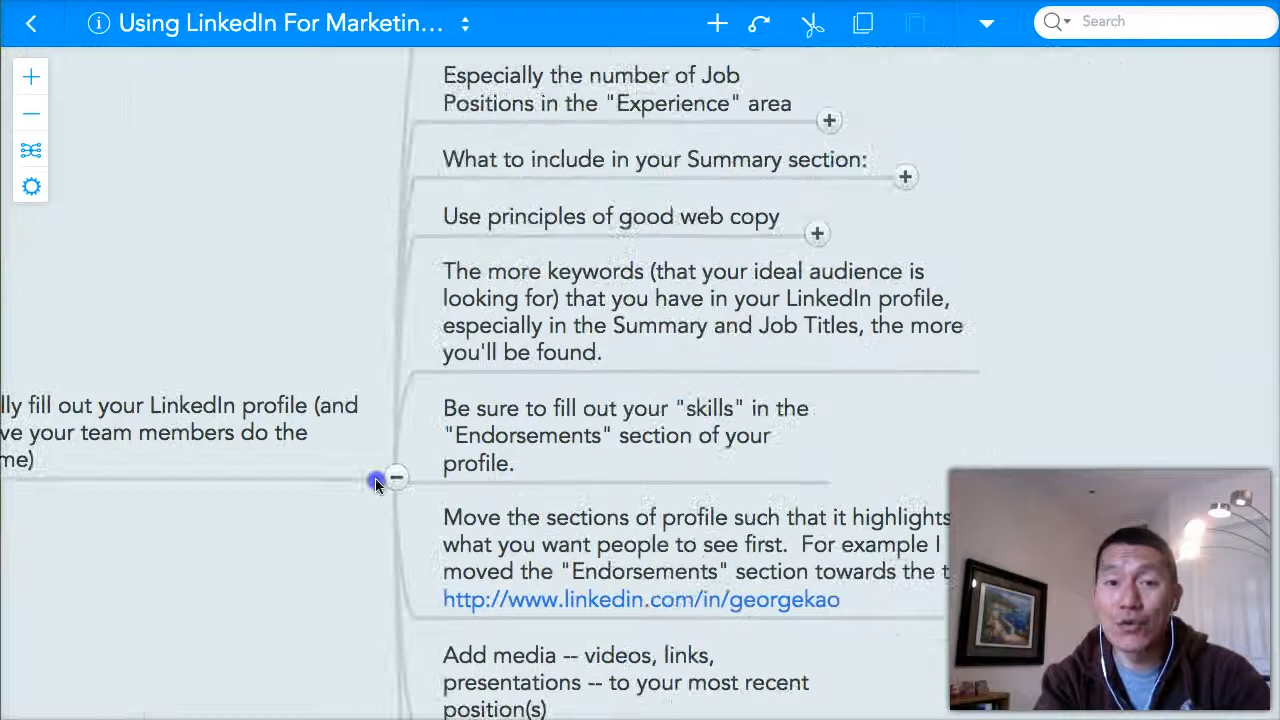 Using LinkedIn For Marketin...
Search
Especially the number of Job
Positions in the "Experience" area
What to include in your Summary section:
Use principles of good web copy
The more keywords (that your ideal audience is
looking for) that you have in your LinkedIn profile,
especially in the Summary and Job Titles, the more
you'll be found.
lly fill out your LinkedIn profile (and
ve your team members do the
me)
Be sure to fill out your "skills" in the
"Endorsements" section of your
profile.
Move the sections of profile such that it highlights
what you want people to see first.  For example I
moved the "Endorsements" section towards the t
http://www.linkedin.com/in/georgekao
Add media -- videos, links,
presentations -- to your most recent
position(s)